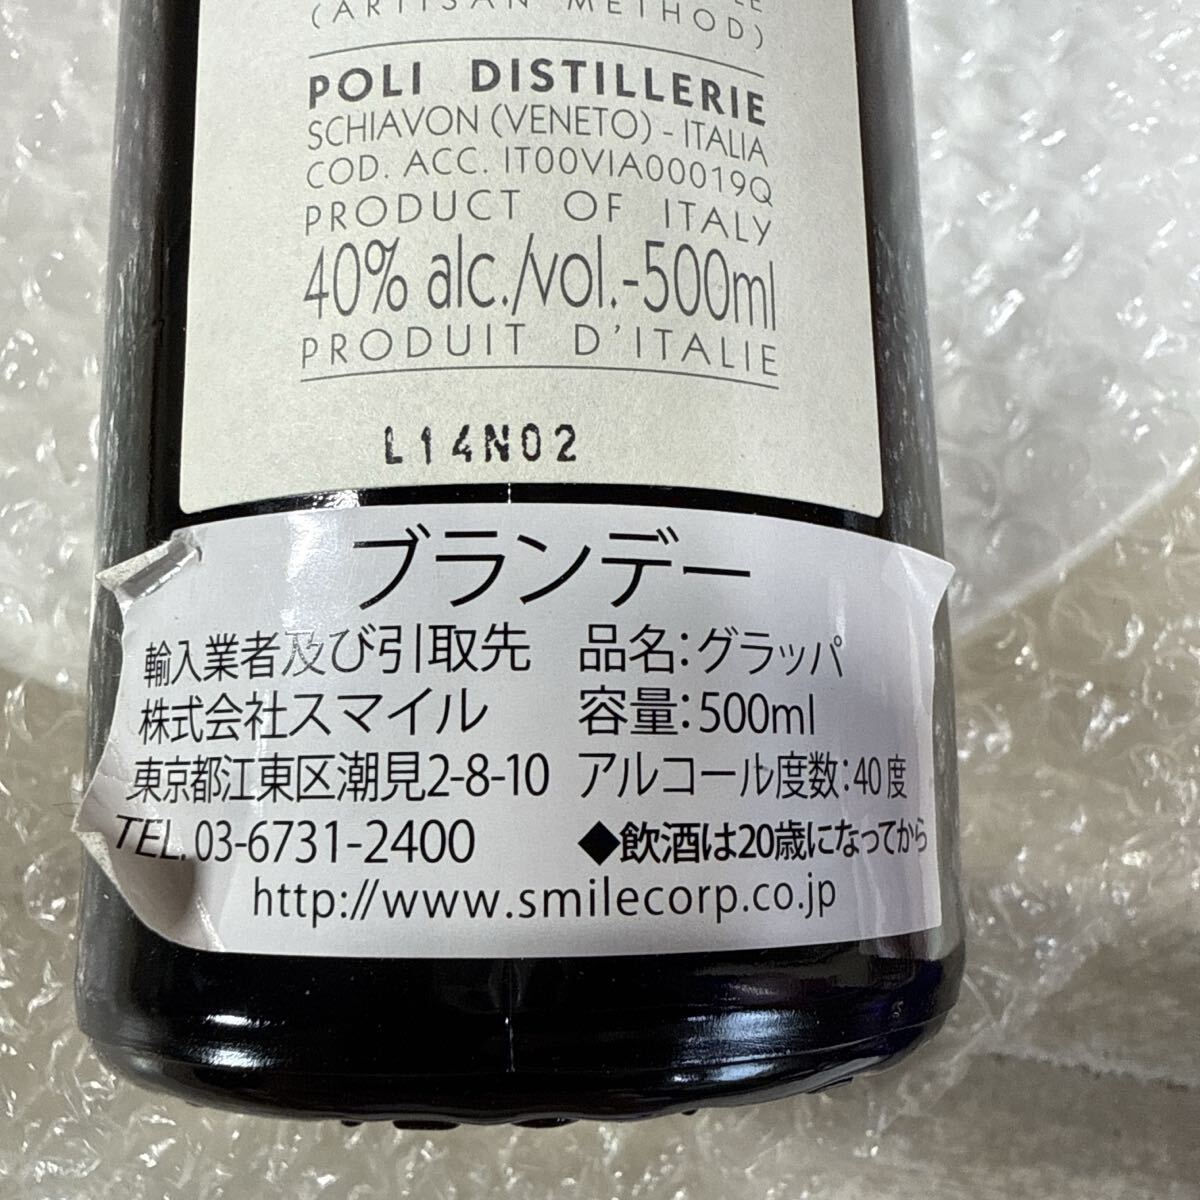 (ARTISAN METHOD)
POLI DISTILLERIE
SCHIAVON (VENETO) - ITALIA
COD. ACC. IT00VIA00019Q
PRODUCT OF ITALY
40% alc./vol.-500ml
PRODUIT D'ITALIE
L14N02
ブランデー
輸入業者及び引取先
株式会社スマイル
東京都江東区潮見2-8-10
TEL. 03-6731-2400
品名:グラッパ
容量:500ml
アルコール度数:40度
◆飲酒は20歳になってから
http://www.smilecorp.co.jp